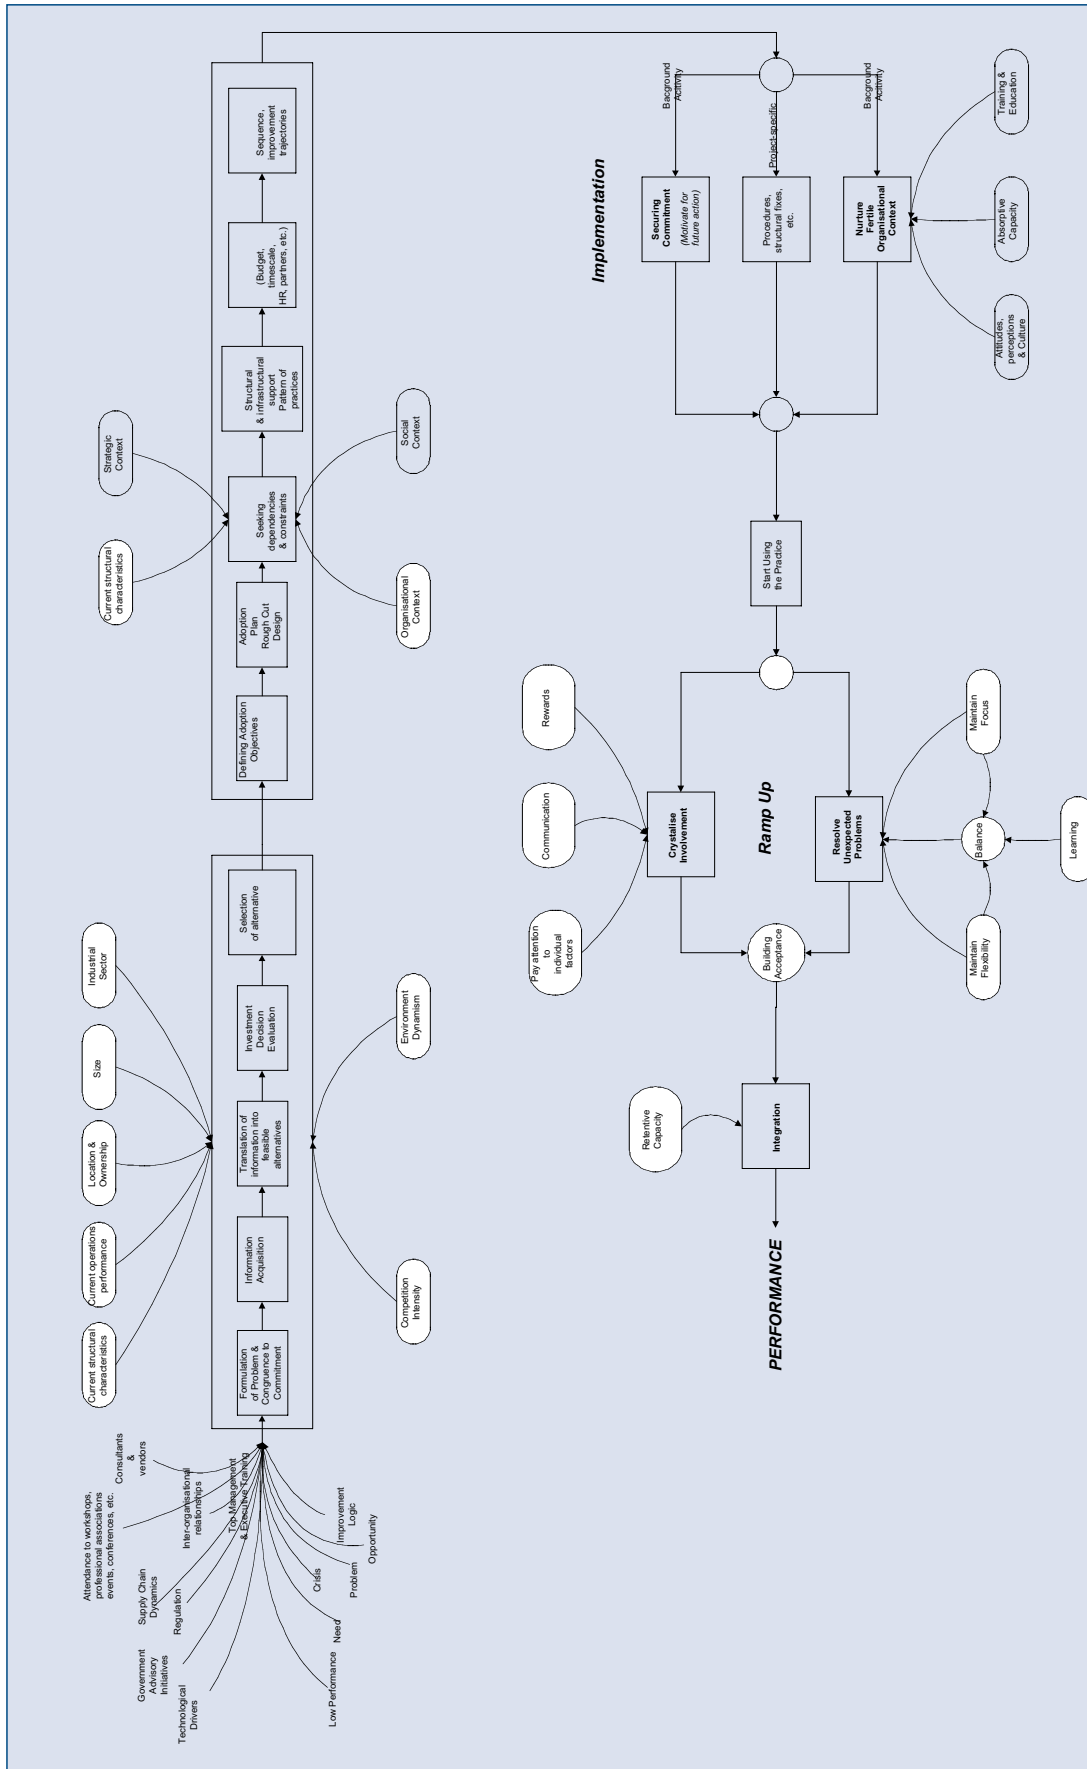 Attendance to workshops,
professional associations
events, conferences, etc.
Consultants
&
vendors
Supply Chain
Dynamics
Inter-organisational
relationships
Government
Advisory
Initiatives
Regulation
Top Management
& Executive Training
Technological
Drivers
Low Performance
Need
Crisis
Problem
Opportunity
Improvement
Logic
Current structural
characteristics
Current operations
performance
Location &
Ownership
Size
Industrial
Sector
Formulation
of Problem &
Congruence to
Commitment
Information
Acquisition
Translation of
information into
feasible
alternatives
Investment
Decision
Evaluation
Selection
of alternative
Competition
Intensity
Environment
Dynamism
Current structural
characteristics
Strategic
Context
Defining Adoption
Objectives
Adoption
Plan
Rough Cut
Design
Seeking
dependencies
& constraints
Structural
& infrastructural
support
Pattern of
practices
(Budget,
timescale,
HR, partners, etc.)
Sequence,
improvement
trajectories
Organisational
Context
Social
Context
Implementation
Bacground
Acitivity
Project-specific
Bacground
Acitivity
Securing
Commitment
(Motivate for
future action)
Procedures,
structural fixes,
etc.
Nurture
Fertile
Organisational
Context
Attitudes,
perceptions
& Culture
Absorptive
Capacity
Training &
Education
Start Using
the Practice
Ramp Up
Pay attention
to
individual
factors
Communication
Rewards
Crystalise
Involvement
Resolve
Unexpected
Problems
Maintain
Flexibility
Balance
Maintain
Focus
Learning
Building
Acceptance
Retentive
Capacity
Integration
PERFORMANCE